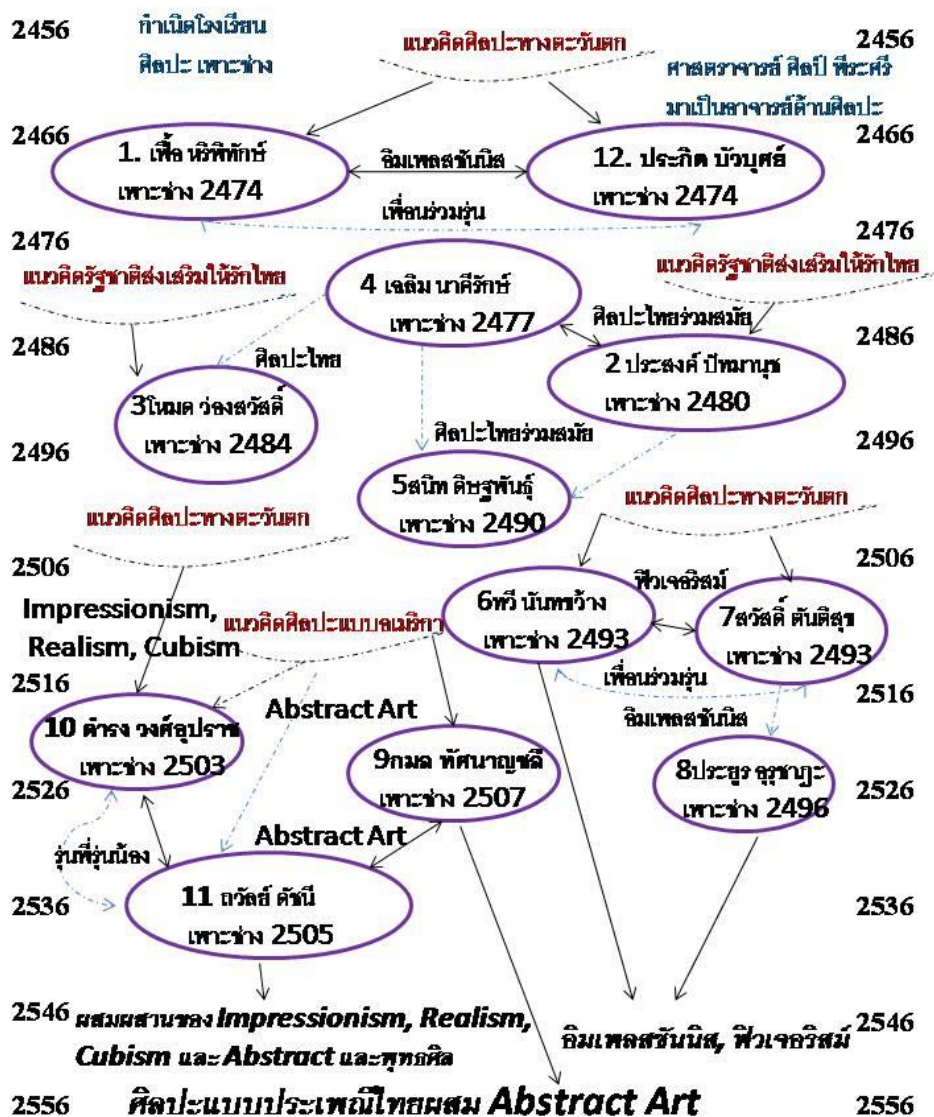 2456
กำเนิดโรงเรียน
ศิลปะ เพาะช่าง
แนวคิดศิลปะทางตะวันตก
2456
ศาสตราจารย์ ศิลป์ พีระศรี
มาเป็นอาจารย์ด้านศิลปะ
2466
2466
1. เฟื้อ หริพิทักษ์
เพาะช่าง 2474
อิมเพลสชันนิส
12. ประกิต บัวบุศย์
เพาะช่าง 2474
เพื่อนร่วมรุ่น
2476
2476
แนวคิดรัฐชาติส่งเสริมให้รักไทย
4 เฉลิม นาคีรักษ์
เพาะช่าง 2477
แนวคิดรัฐชาติส่งเสริมให้รักไทย
ศิลปะไทยร่วมสมัย
2486
2486
ศิลปะไทย
2 ประสงค์ ปัทมานุช
เพาะช่าง 2480
3โหมด ว่องสวัสดิ์
เพาะช่าง 2484
2496
2496
ศิลปะไทยร่วมสมัย
5สนิท ดิษฐพันธุ์
เพาะช่าง 2490
แนวคิดศิลปะทางตะวันตก
แนวคิดศิลปะทางตะวันตก
2506
2506
Impressionism,
Realism, Cubism
แนวคิดศิลปะแบบอเมริกา
6ทวี นันทขว้าง
เพาะช่าง 2493
ฟิวเจอริสม์
7สวัสดิ์ ตันติสุข
เพาะช่าง 2493
เพื่อนร่วมรุ่น
2516
2516
อิมเพลสชันนิส
10 ดำรง วงศ์อุปราช
เพาะช่าง 2503
Abstract Art
9กมล ทัศนาญชลี
เพาะช่าง 2507
8ประยูร อุรุชาฏะ
เพาะช่าง 2496
2526
2526
Abstract Art
รุ่นพี่รุ่นน้อง
11 ถวัลย์ ดัชนี
เพาะช่าง 2505
2536
2536
2546
ผสมผสานของ Impressionism, Realism,
Cubism และ Abstract และพุทธศิล
อิมเพลสชันนิส, ฟิวเจอริสม์
2546
2556
ศิลปะแบบประเพณีไทยผสม Abstract Art
2556